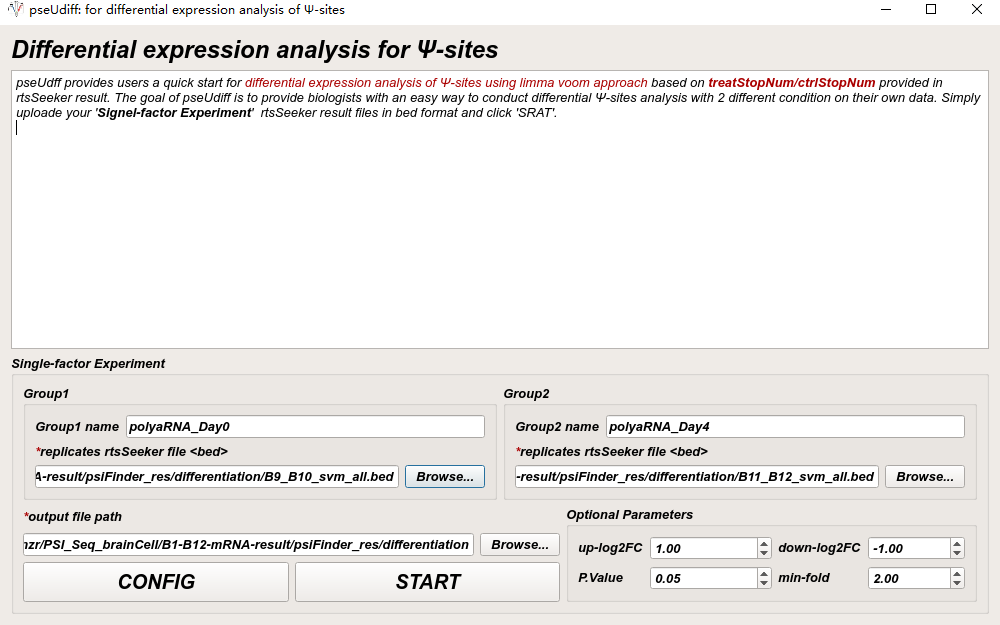 pseUdiff: for differential expression analysis of Ψ-sites
Differential expression analysis for Ψ-sites
pseUdff provides users a quick start for differential expression analysis of Ψ-sites using limma voom approach based on treatStopNum/ctrlStopNum provided in
rtsSeeker result. The goal of pseUdiff is to provide biologists with an easy way to conduct differential Ψ-sites analysis with 2 different condition on their own data. Simply
uploade your 'Signel-factor Experiment' rtsSeeker result files in bed format and click 'SRAT'.
Single-factor Experiment
Group1
Group2
Group1 name polyaRNA_Day0
Group2 name polyaRNA_Day4
*replicates rtsSeeker file <bed>
*replicates rtsSeeker file <bed>
A-result/psiFinder_res/differentiation/B9_B10_svm_all.bed Browse...
-result/psiFinder_res/differentiation/B11_B12_svm_all.bed Browse...
*output file path
Optional Parameters
nzr/PSI_Seq_brainCell/B1-B12-mRNA-result/psiFinder_res/differentiation Browse...
up-log2FC 1.00 down-log2FC -1.00
P.Value 0.05 min-fold 2.00
CONFIG START